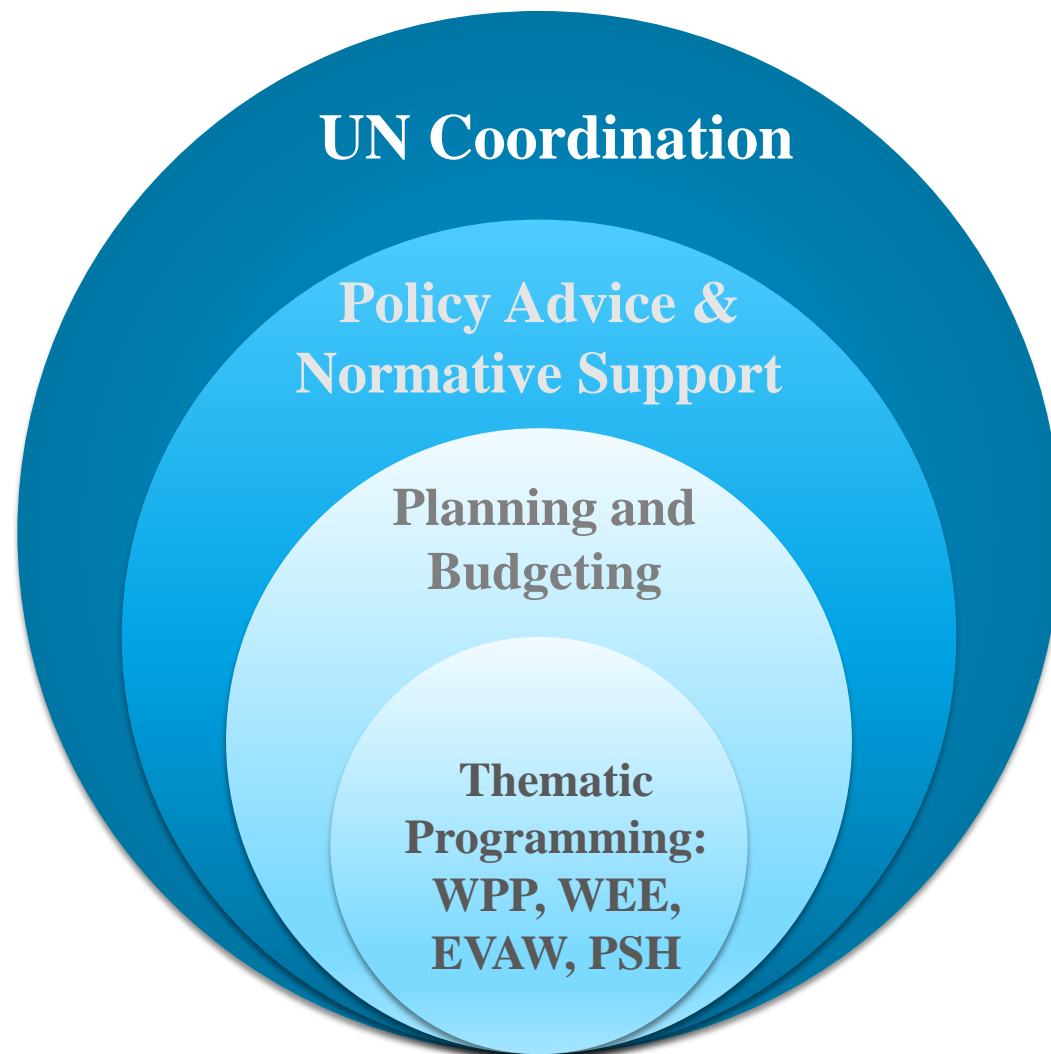 UN Coordination
Policy Advice &
Normative Support
Planning and
Budgeting
Thematic
Programming:
WPP, WEE,
EVAW, PSH